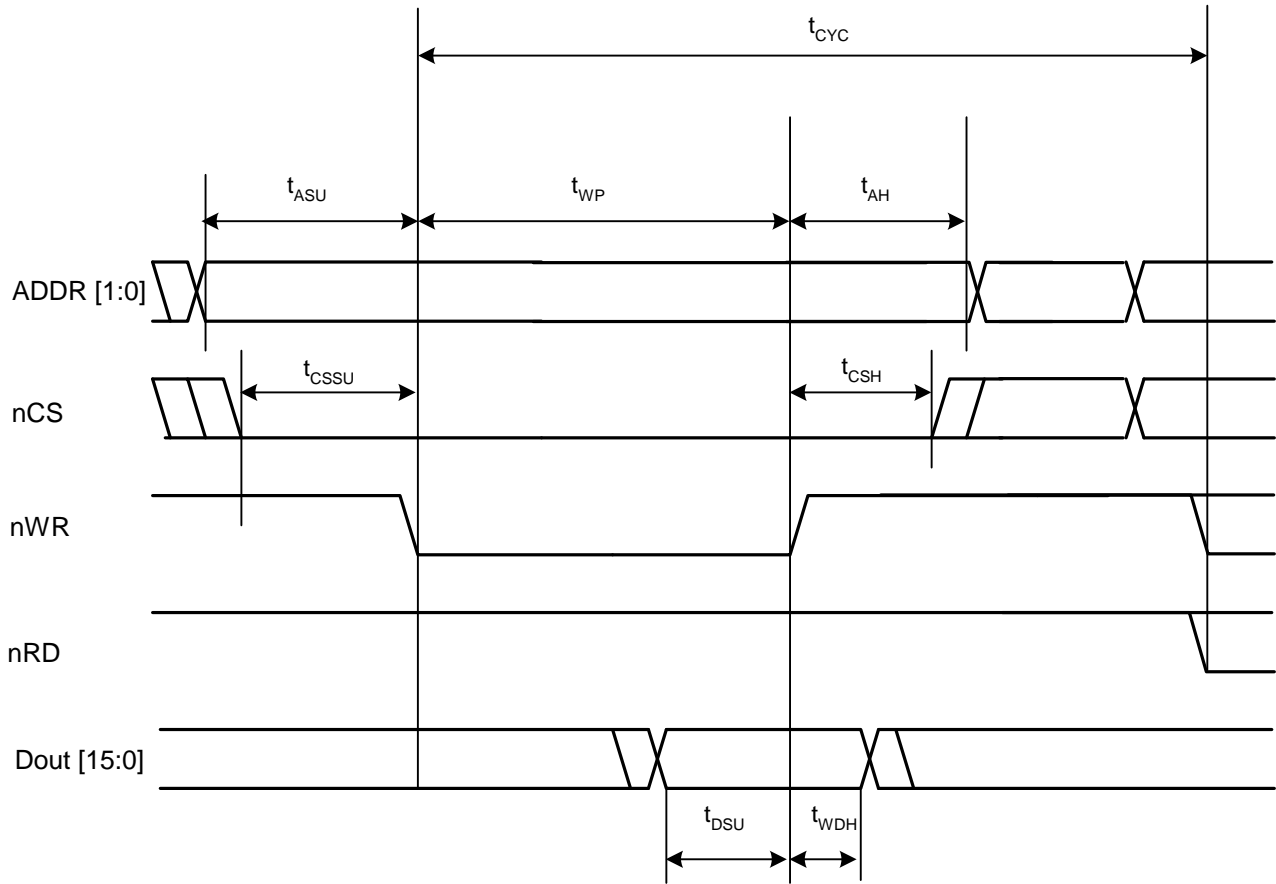 tCYC
tASU
tWP
tAH
ADDR [1:0]
tCSSU
tCSH
nCS
nWR
nRD
Dout [15:0]
tDSU
tWDH